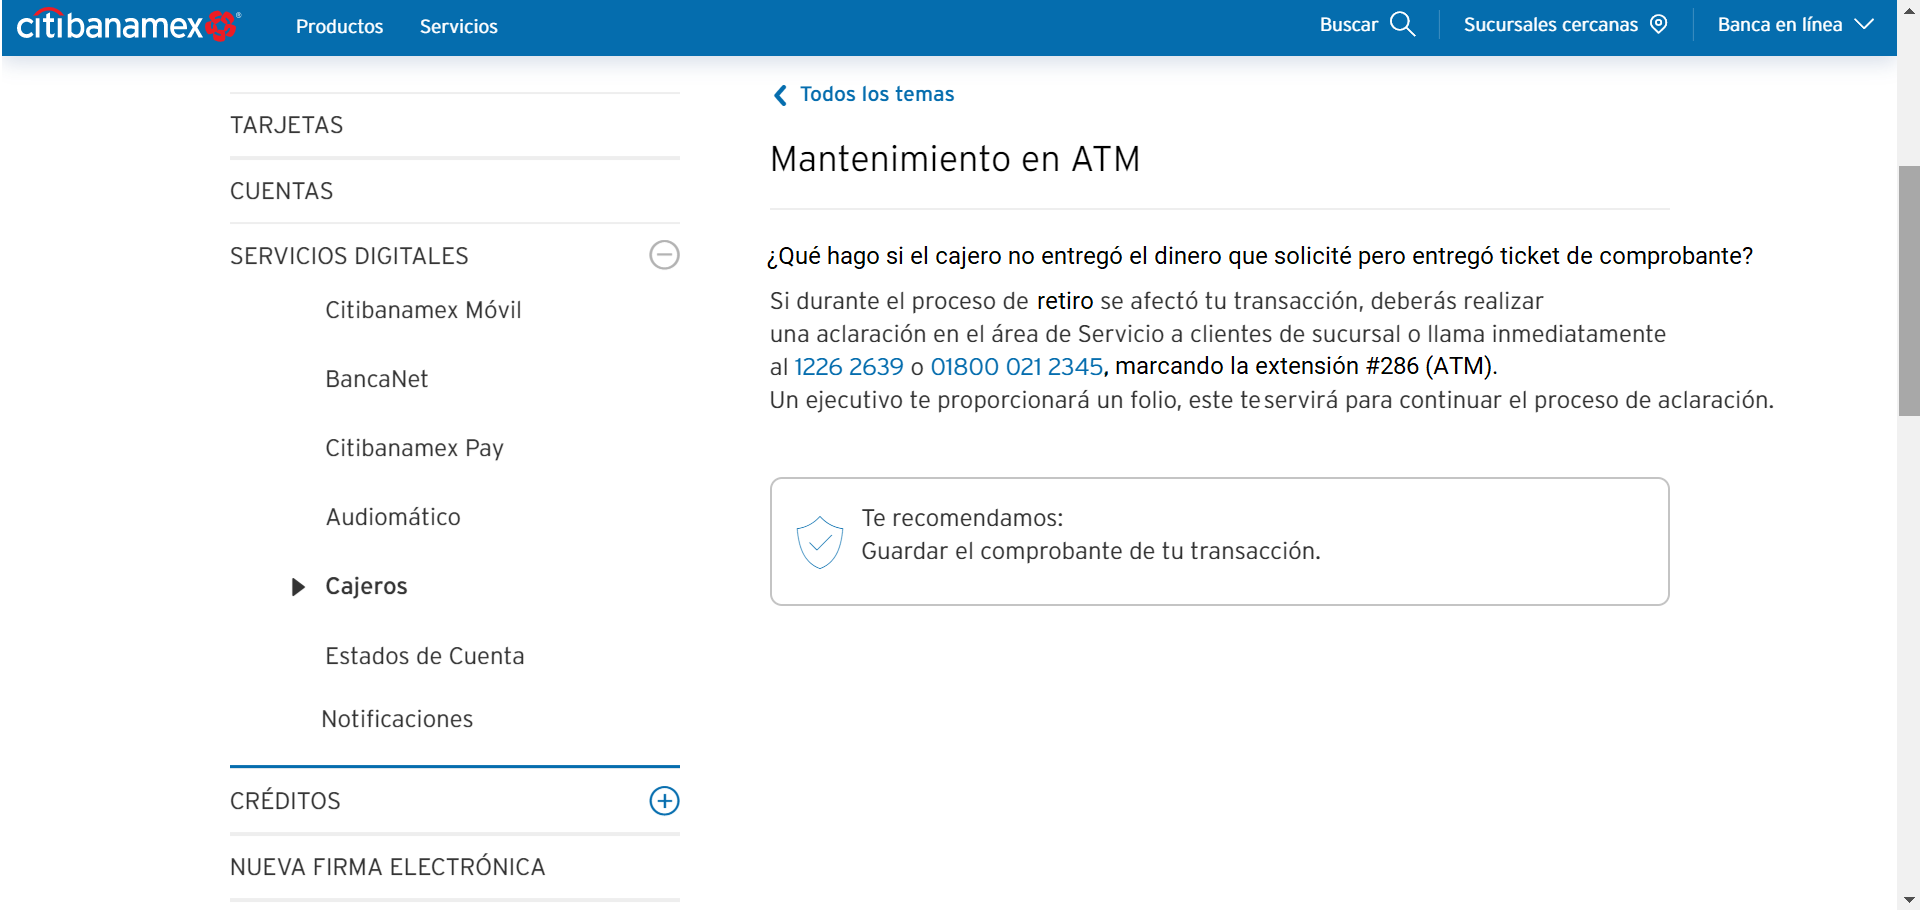 citibanamex
Productos
Servicios
Buscar
Sucursales cercanas
Banca en línea
TARJETAS
CUENTAS
SERVICIOS DIGITALES
Citibanamex Móvil
BancaNet
Citibanamex Pay
Audiomático
Cajeros
Estados de Cuenta
Notificaciones
CRÉDITOS
NUEVA FIRMA ELECTRÓNICA
Todos los temas
Mantenimiento en ATM
¿Qué hago si el cajero no entregó el dinero que solicité pero entregó ticket de comprobante?
Si durante el proceso de retiro se afectó tu transacción, deberás realizar
una aclaración en el área de Servicio a clientes de sucursal o llama inmediatamente
al 1226 2639 o 01800 021 2345, marcando la extensión #286 (ATM).
Un ejecutivo te proporcionará un folio, este te servirá para continuar el proceso de aclaración.
Te recomendamos:
Guardar el comprobante de tu transacción.